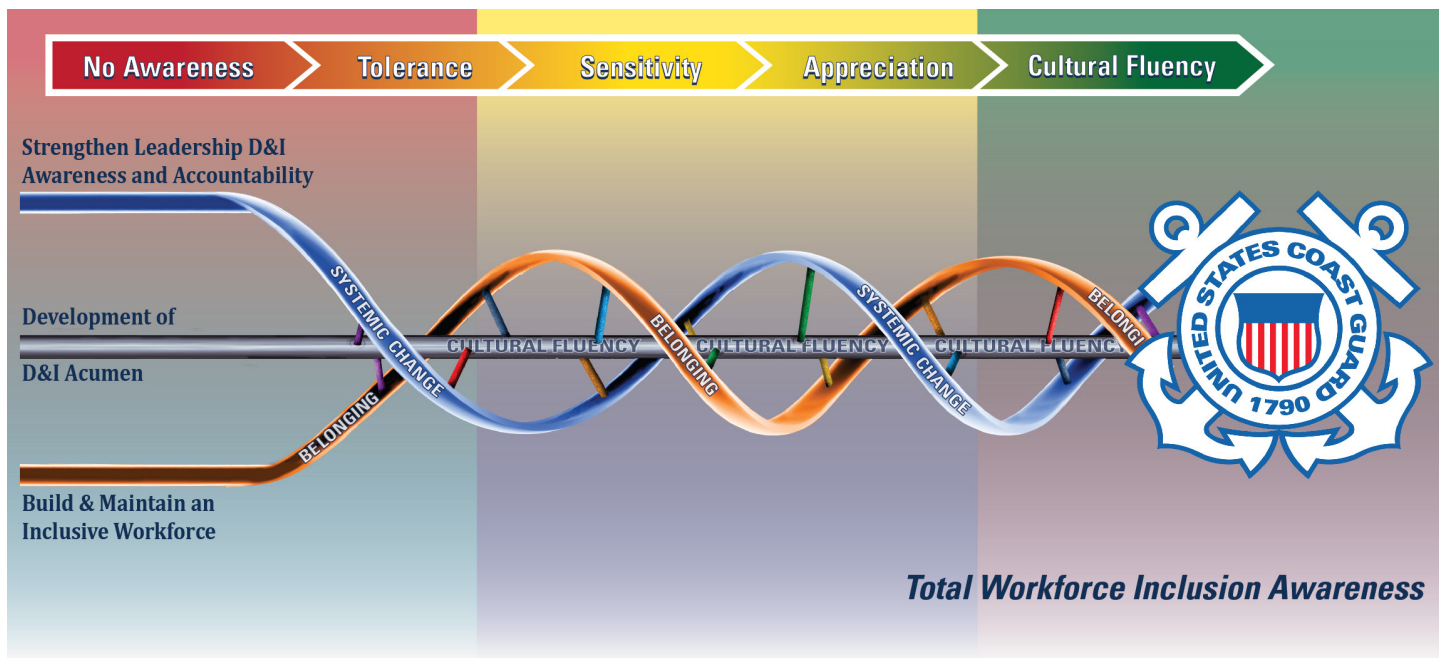 No Awareness
Tolerance
Sensitivity
Appreciation
Cultural Fluency
Strengthen Leadership D&I
Awareness and Accountability
Development of
D&I Acumen
Build & Maintain an
Inclusive Workforce
SYSTEMIC CHANGE
BELONGING
CULTURAL FLUENCY
BELONGING
CULTURAL FLUENCY
SYSTEMIC CHANGE
CULTURAL FLUENCY
BELONGI
UNITED STATES COAST GUARD
1790
Total Workforce Inclusion Awareness